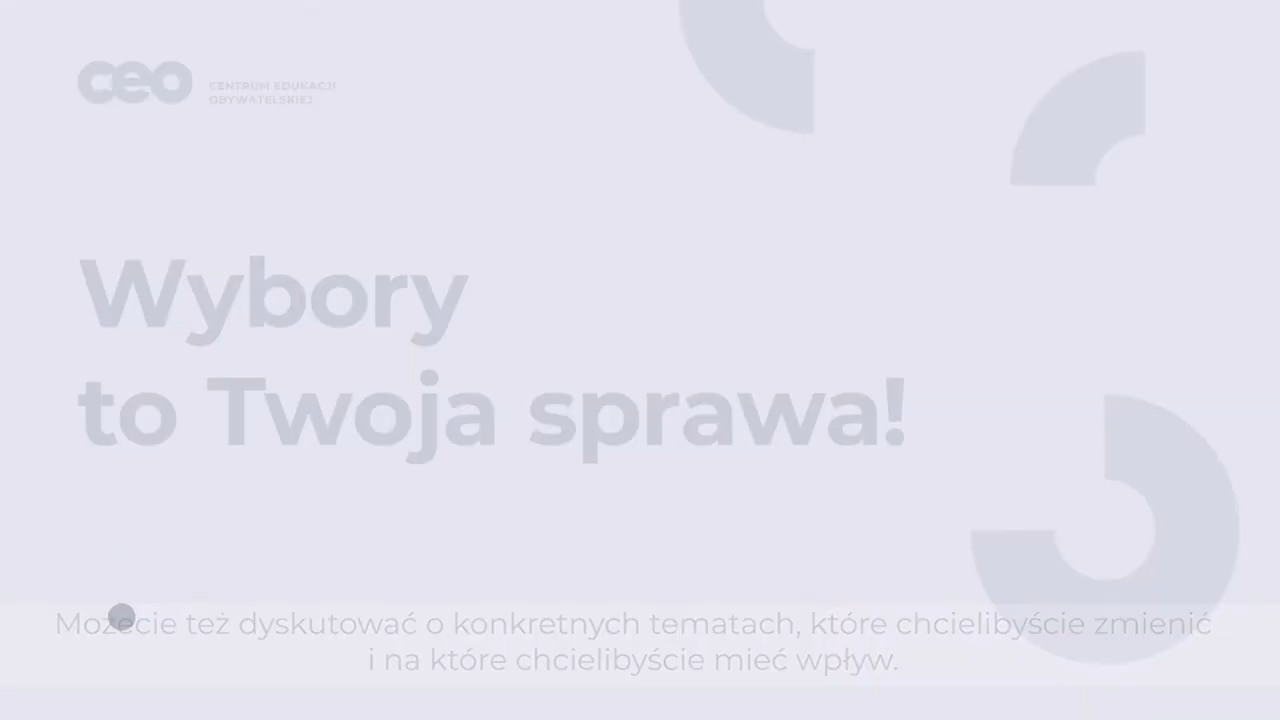 ceo
CENTRUM EDUKACJI
OBYWATELSKIEJ
Wybory
to Twoja sprawa!
Możecie też dyskutować o konkretnych tematach, które chcielibyście zmienić
i na które chcielibyście mieć wpływ.